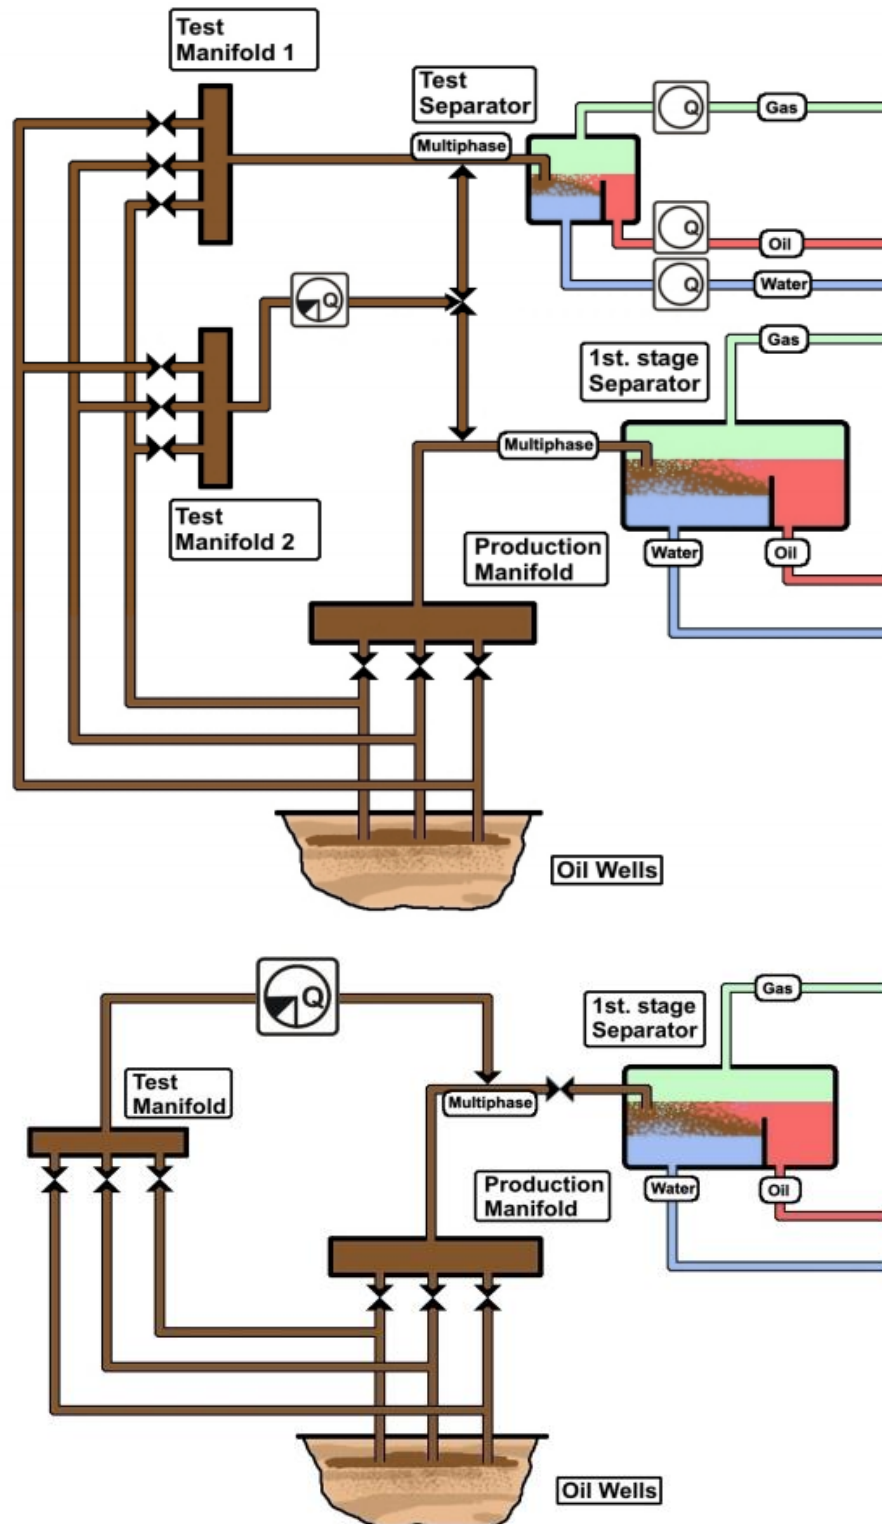 Test
Manifold 1
Test
Separator
Multiphase
Q
Gas
Q
Oil
Q
Water
Q
1st. stage
Separator
Gas
Multiphase
Test
Manifold 2
Production
Manifold
Water
Oil
Oil Wells
Q
1st. stage
Separator
Gas
Test
Manifold
Multiphase
Production
Manifold
Water
Oil
Oil Wells